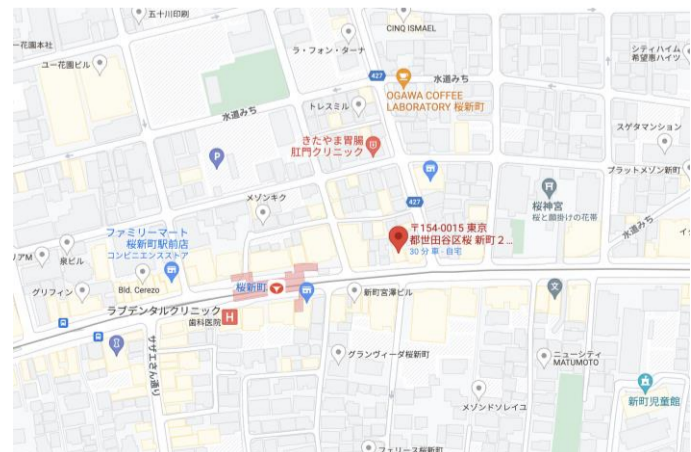 五十川印刷
CINQ ISMAEL
ー花園本社
ラ・フォン・ターナ
シティハイム
希望恵ハイツ
ユー花園ビル
427
水道みち
OGAWA COFFEE
LABORATORY 桜新町
トレスミル
水道みち
スゲタマンション
きたやま胃腸
肛門クリニック
P
プラットメゾン新町
メゾンキク
427
桜神宮
桜と願掛けの花帯
〒154-0015 東京
都世田谷区桜 新町 2...
30 分 車 - 自宅
水道みち
ファミリーマート
桜新町駅前店
コンビニエンスストア
リアM
泉ビル
イタ
グリフィン
Bld. Cerezo
桜新町
新町宮澤ビル
文
ラブデンタルクリニック
歯科医院
H
サザエさん通り
グランヴィーダ桜新町
ニューシティ
MATUMOTO
メゾンドソレイユ
新町児童館
フェリース桜新町